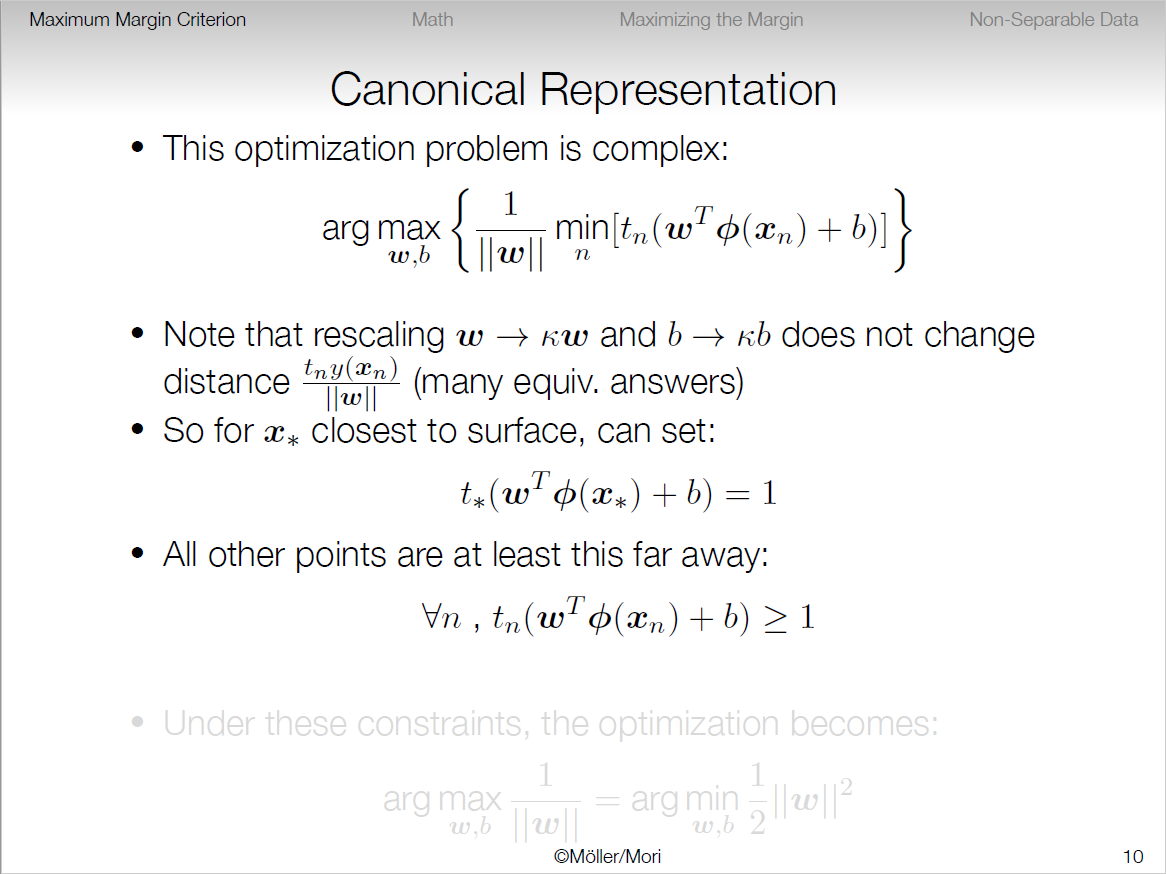 Maximum Margin Criterion Math Maximizing the Margin Non-Separable Data
Canonical Representation
• This optimization problem is complex:
arg max_{w,b} { 1/||w|| min_n [t_n(w^T ϕ(x_n) + b)] }
• Note that rescaling w → κw and b → κb does not change
distance t_n y(x_n)/||w|| (many equiv. answers)
• So for x_* closest to surface, can set:
t_*(w^T ϕ(x_*) + b) = 1
• All other points are at least this far away:
∀n , t_n(w^T ϕ(x_n) + b) ≥ 1
• Under these constraints, the optimization becomes:
arg max_{w,b} 1/||w|| = arg min_{w,b} 1/2 ||w||^2
©Möller/Mori 10